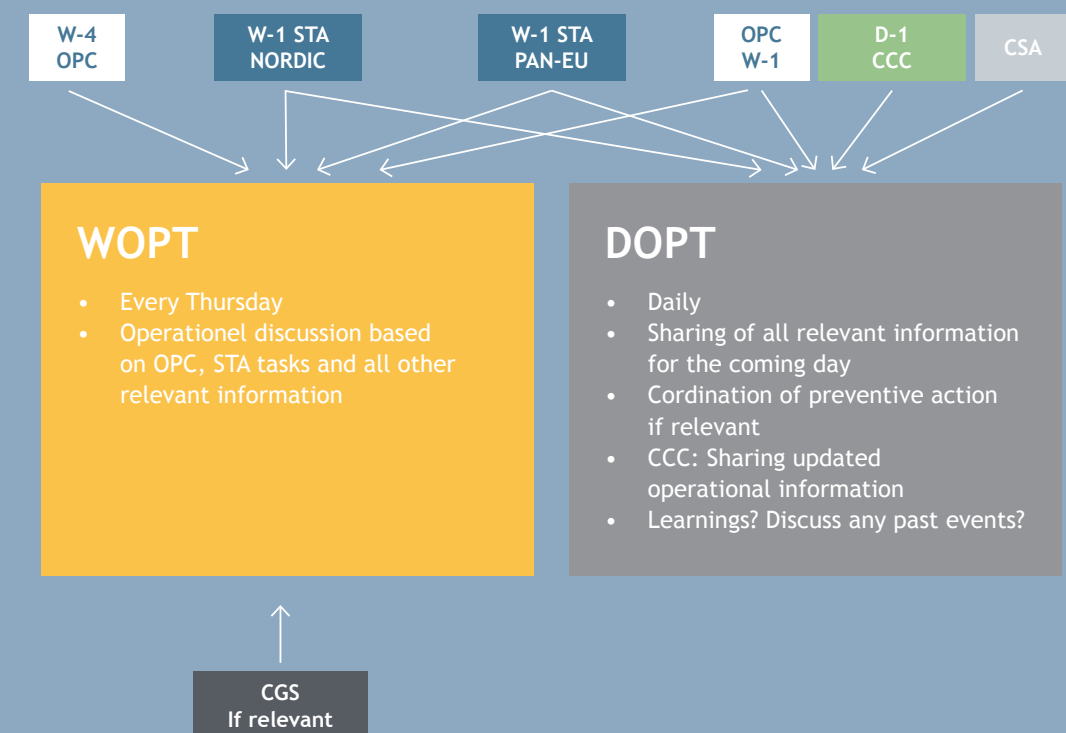 W-4
OPC
W-1 STA
NORDIC
W-1 STA
PAN-EU
OPC
W-1
D-1
CCC
CSA
WOPT
• Every Thursday
• Operationel discussion based
on OPC, STA tasks and all other
relevant information
DOPT
• Daily
• Sharing of all relevant information
for the coming day
• Cordination of preventive action
if relevant
• CCC: Sharing updated
operational information
• Learnings? Discuss any past events?
CGS
If relevant